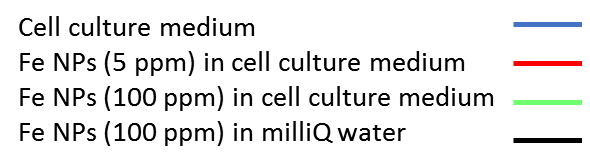 Cell culture medium
Fe NPs (5 ppm) in cell culture medium
Fe NPs (100 ppm) in cell culture medium
Fe NPs (100 ppm) in milliQ water